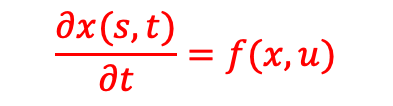 ∂x(s, t)/∂t = f(x, u)